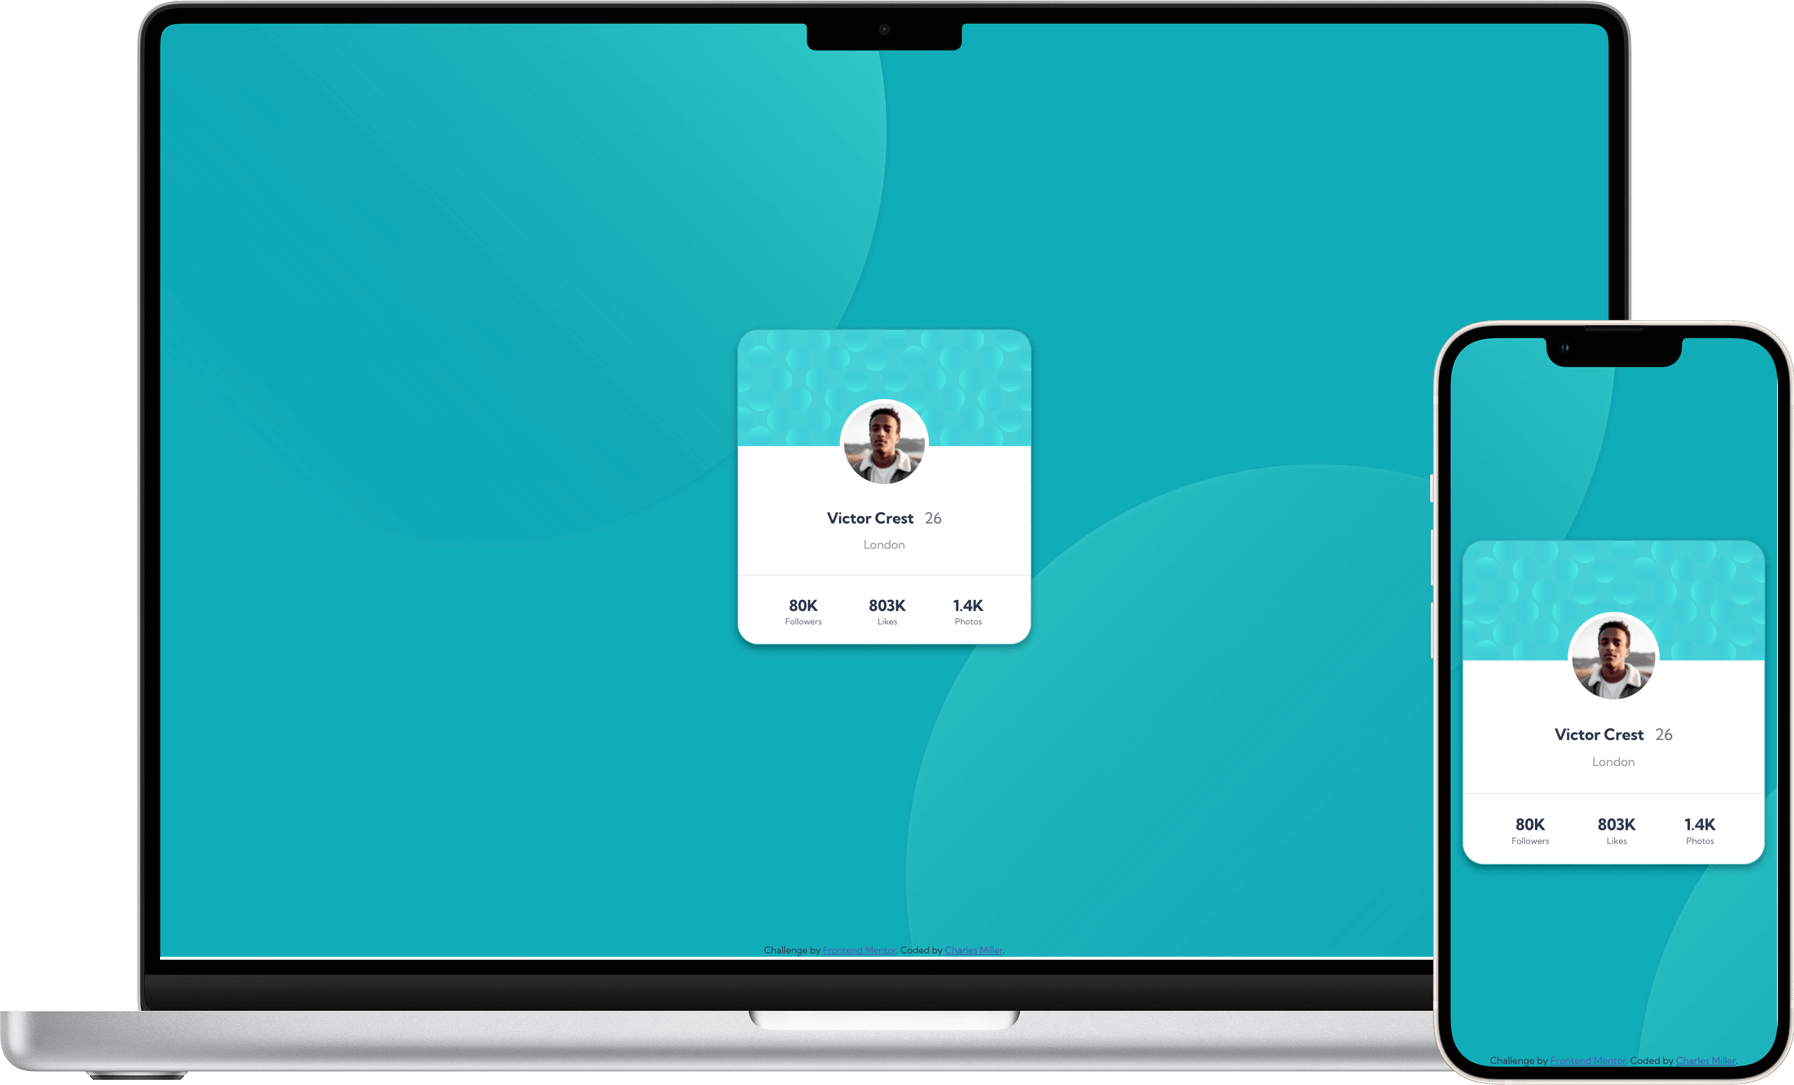 Victor Crest 26
London
80K 803K 1.4K
Followers Likes Photos
Challenge by Frontend Mentor. Coded by Charles Miller.
Victor Crest 26
London
80K 803K 1.4K
Followers Likes Photos
Challenge by Frontend Mentor. Coded by Charles Miller.